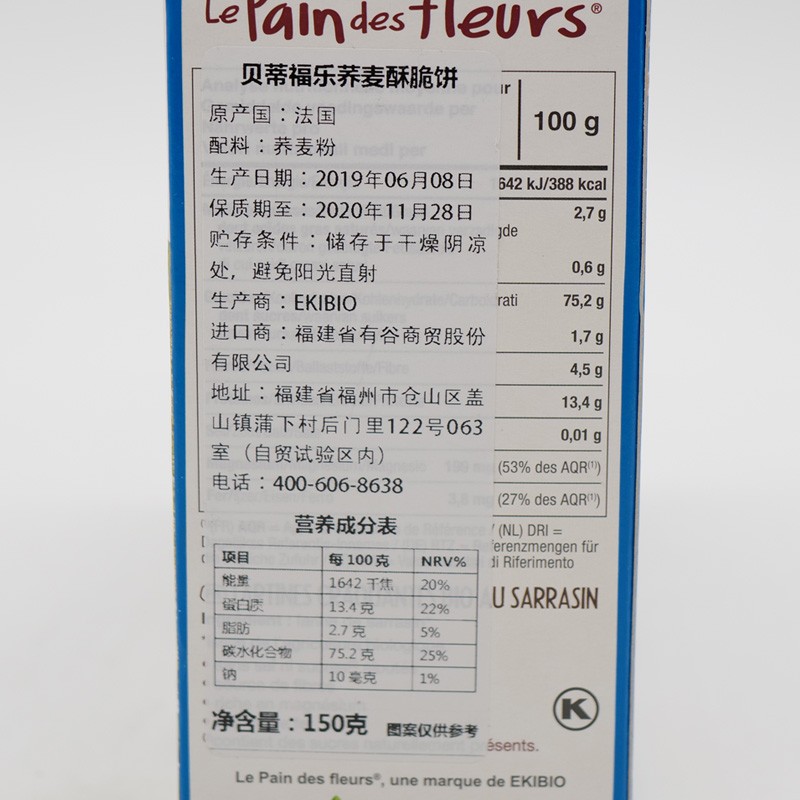 Le Pain des fleurs®
贝蒂福乐荞麦酥脆饼
原产国：法国
配料：荞麦粉
生产日期：2019年06月08日
保质期至：2020年11月28日
贮存条件：储存于干燥阴凉
处，避免阳光直射
生产商：EKIBIO
进口商：福建省有谷商贸股份
有限公司
地址：福建省福州市仓山区盖
山镇蒲下村后门里122号063
室（自贸试验区内）
电话：400-606-8638
营养成分表
项目 每100克 NRV%
能量 1642千焦 20%
蛋白质 13.4克 22%
脂肪 2.7克 5%
碳水化合物 75.2克 25%
钠 10毫克 1%
净含量：150克 图案仅供参考
100 g
642 kJ/388 kcal
2,7 g
0,6 g
75,2 g
1,7 g
4,5 g
13,4 g
0,01 g
(53% des AQR(1))
(27% des AQR(1))
(NL) DRI =
erenzmengen für
di Riferimento
U SARRASIN
K
ésents.
Le Pain des fleurs®, une marque de EKIBIO